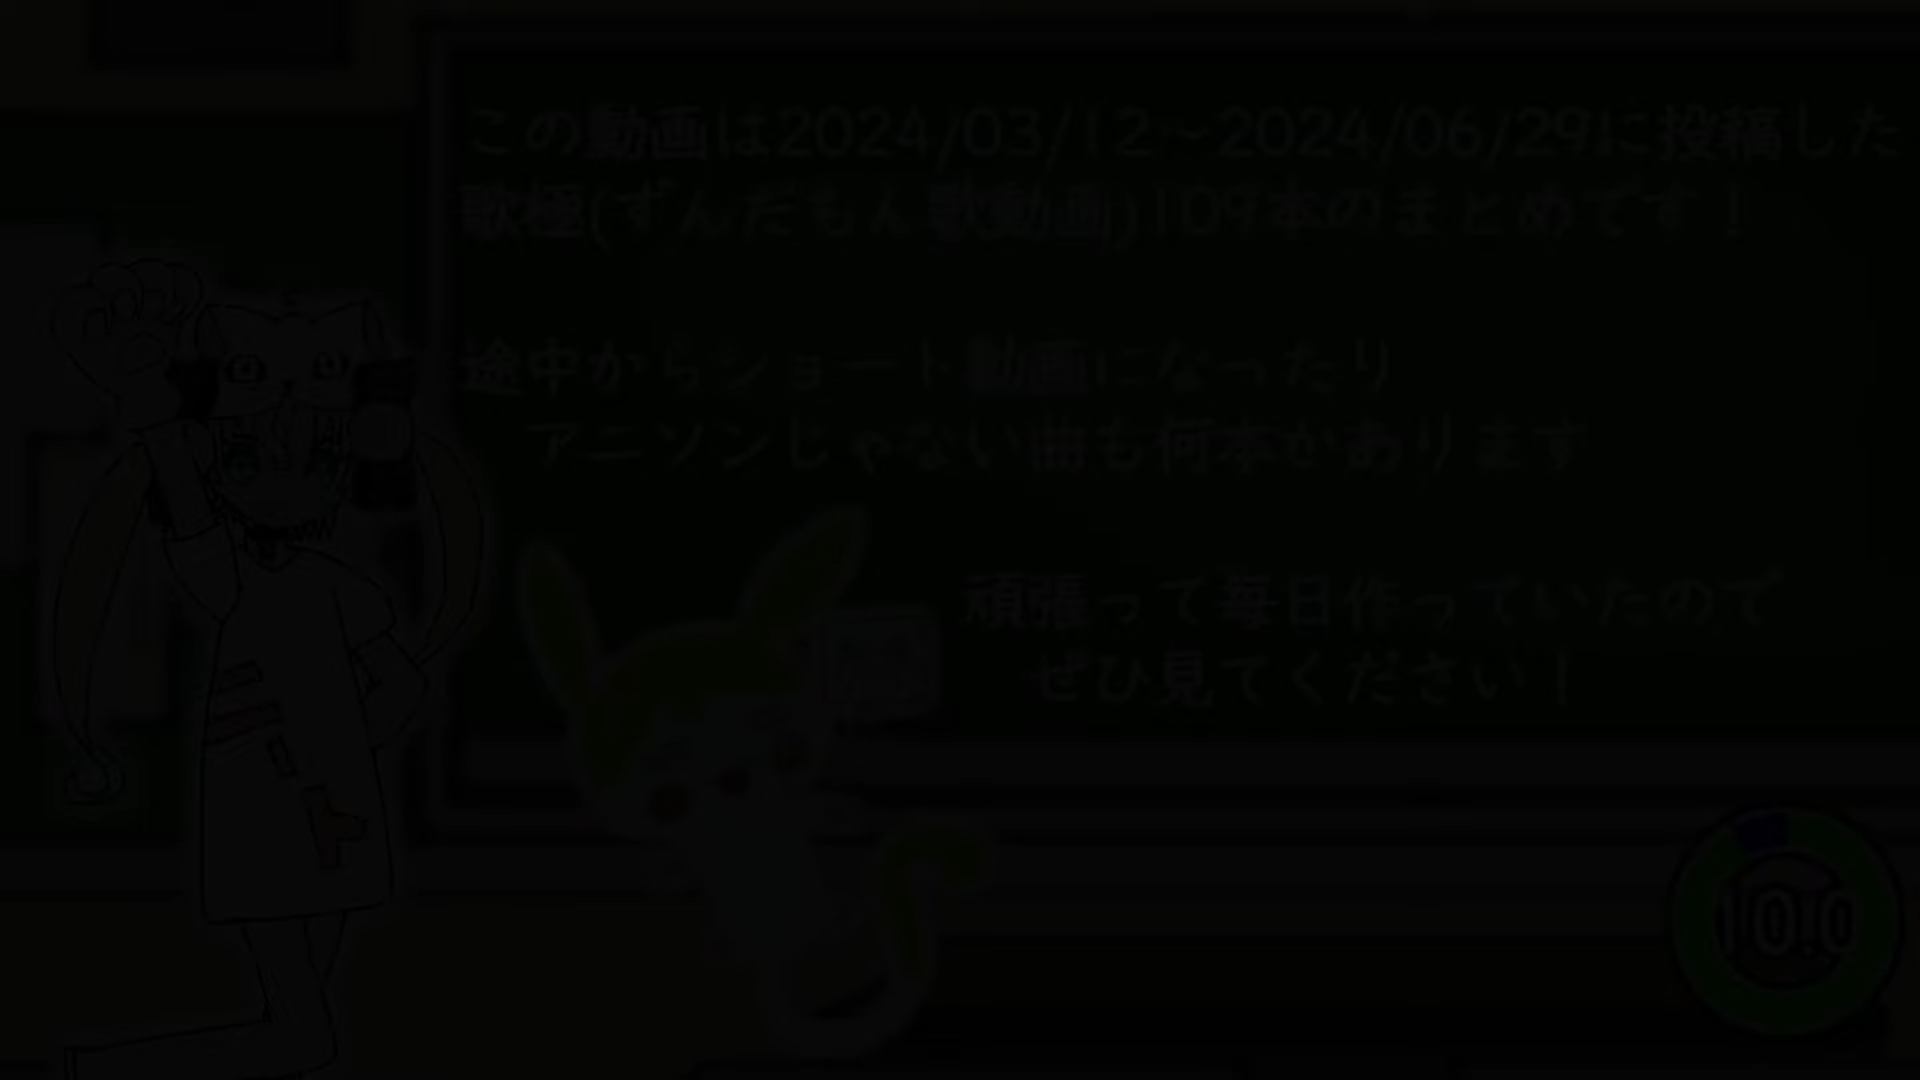 この動画は2024/03/12～2024/06/29に投稿した
歌極(ずんだもん歌動画)109本のまとめです！
途中からショート動画になったり
アニソンじゃない曲も何本かあります
頑張って毎日作っていたので
ぜひ見てください！
10.0